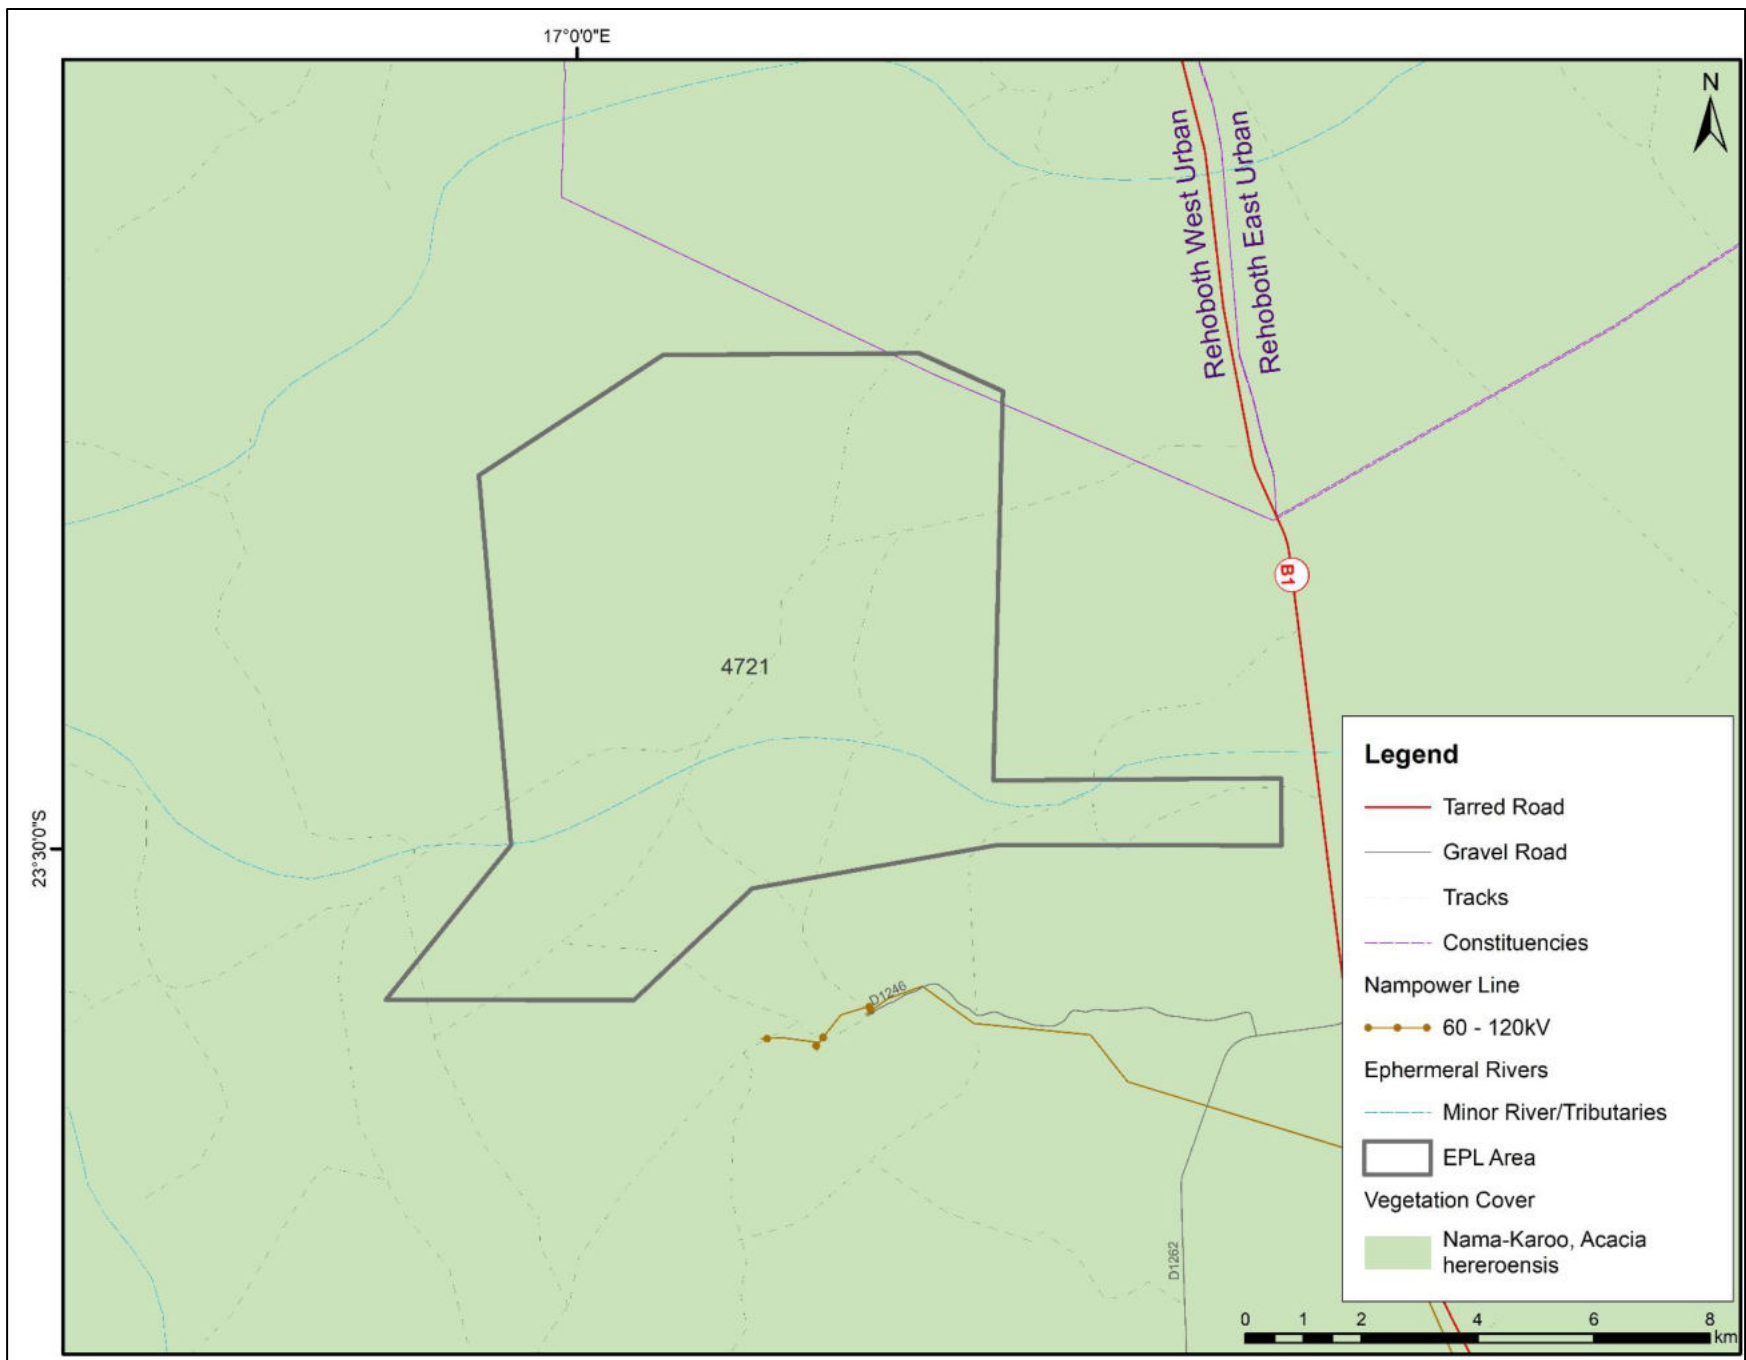 17°0'0"E
N
Rehoboth West Urban
Rehoboth East Urban
B1
4721
23°30'0"S
D1246
D1262
Legend
Tarred Road
Gravel Road
Tracks
Constituencies
Nampower Line
60 - 120kV
Ephermeral Rivers
Minor River/Tributaries
EPL Area
Vegetation Cover
Nama-Karoo, Acacia
hereroensis
0 1 2 4 6 8
km